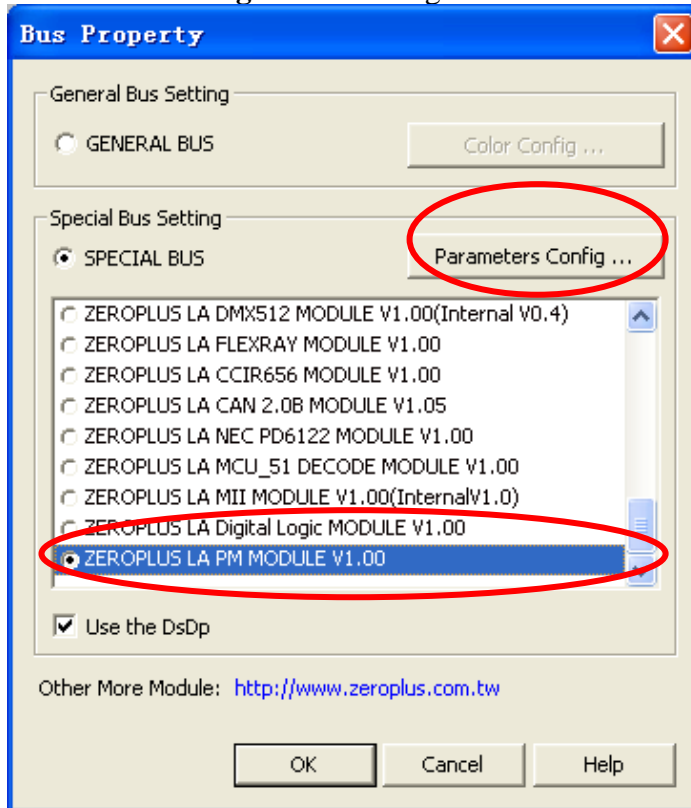 Bus Property
General Bus Setting
GENERAL BUS
Color Config ...
Special Bus Setting
SPECIAL BUS
Parameters Config ...
ZEROPLUS LA DMX512 MODULE V1.00(Internal V0.4)
ZEROPLUS LA FLEXRAY MODULE V1.00
ZEROPLUS LA CCIR656 MODULE V1.00
ZEROPLUS LA CAN 2.0B MODULE V1.05
ZEROPLUS LA NEC PD6122 MODULE V1.00
ZEROPLUS LA MCU_51 DECODE MODULE V1.00
ZEROPLUS LA MII MODULE V1.00(InternalV1.0)
ZEROPLUS LA Digital Logic MODULE V1.00
ZEROPLUS LA PM MODULE V1.00
Use the DsDp
Other More Module: http://www.zeroplus.com.tw
OK
Cancel
Help